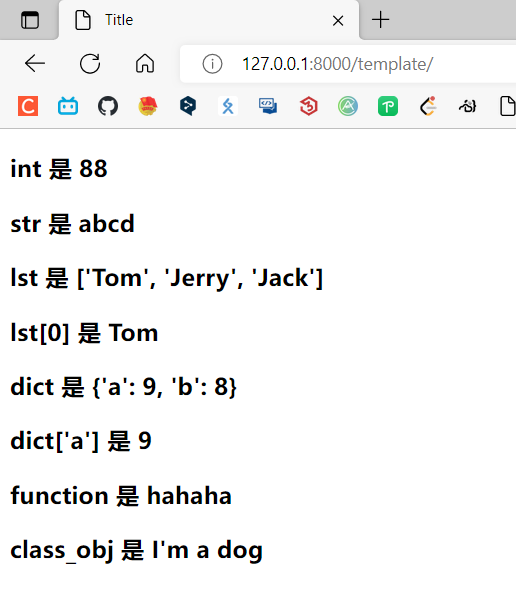 Title
127.0.0.1:8000/template/
int 是 88
str 是 abcd
lst 是 ['Tom', 'Jerry', 'Jack']
lst[0] 是 Tom
dict 是 {'a': 9, 'b': 8}
dict['a'] 是 9
function 是 hahaha
class_obj 是 I'm a dog